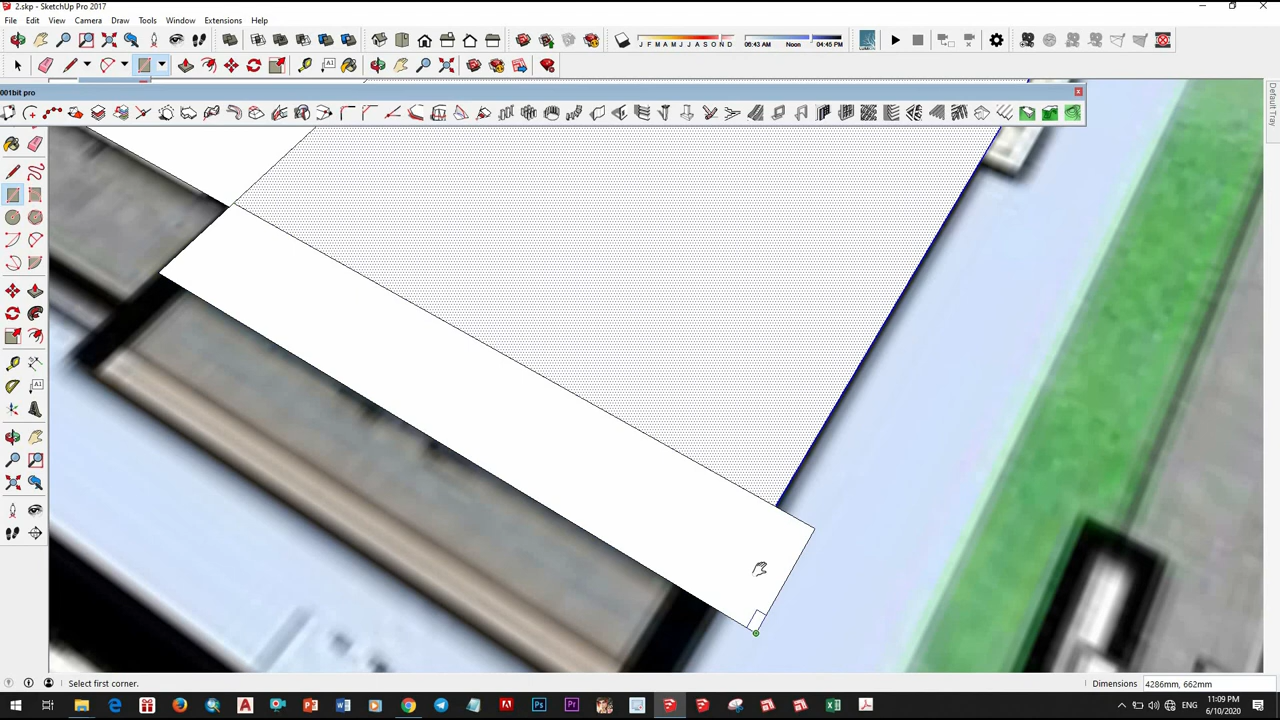 2.skp - SketchUp Pro 2017
File Edit View Camera Draw Tools Window Extensions Help
J F M A M J J A S O N D
06:43 AM Noon 04:45 PM
Default Tray
001bit pro
Select first corner.
Dimensions 4286mm, 662mm
11:09 PM
6/10/2020